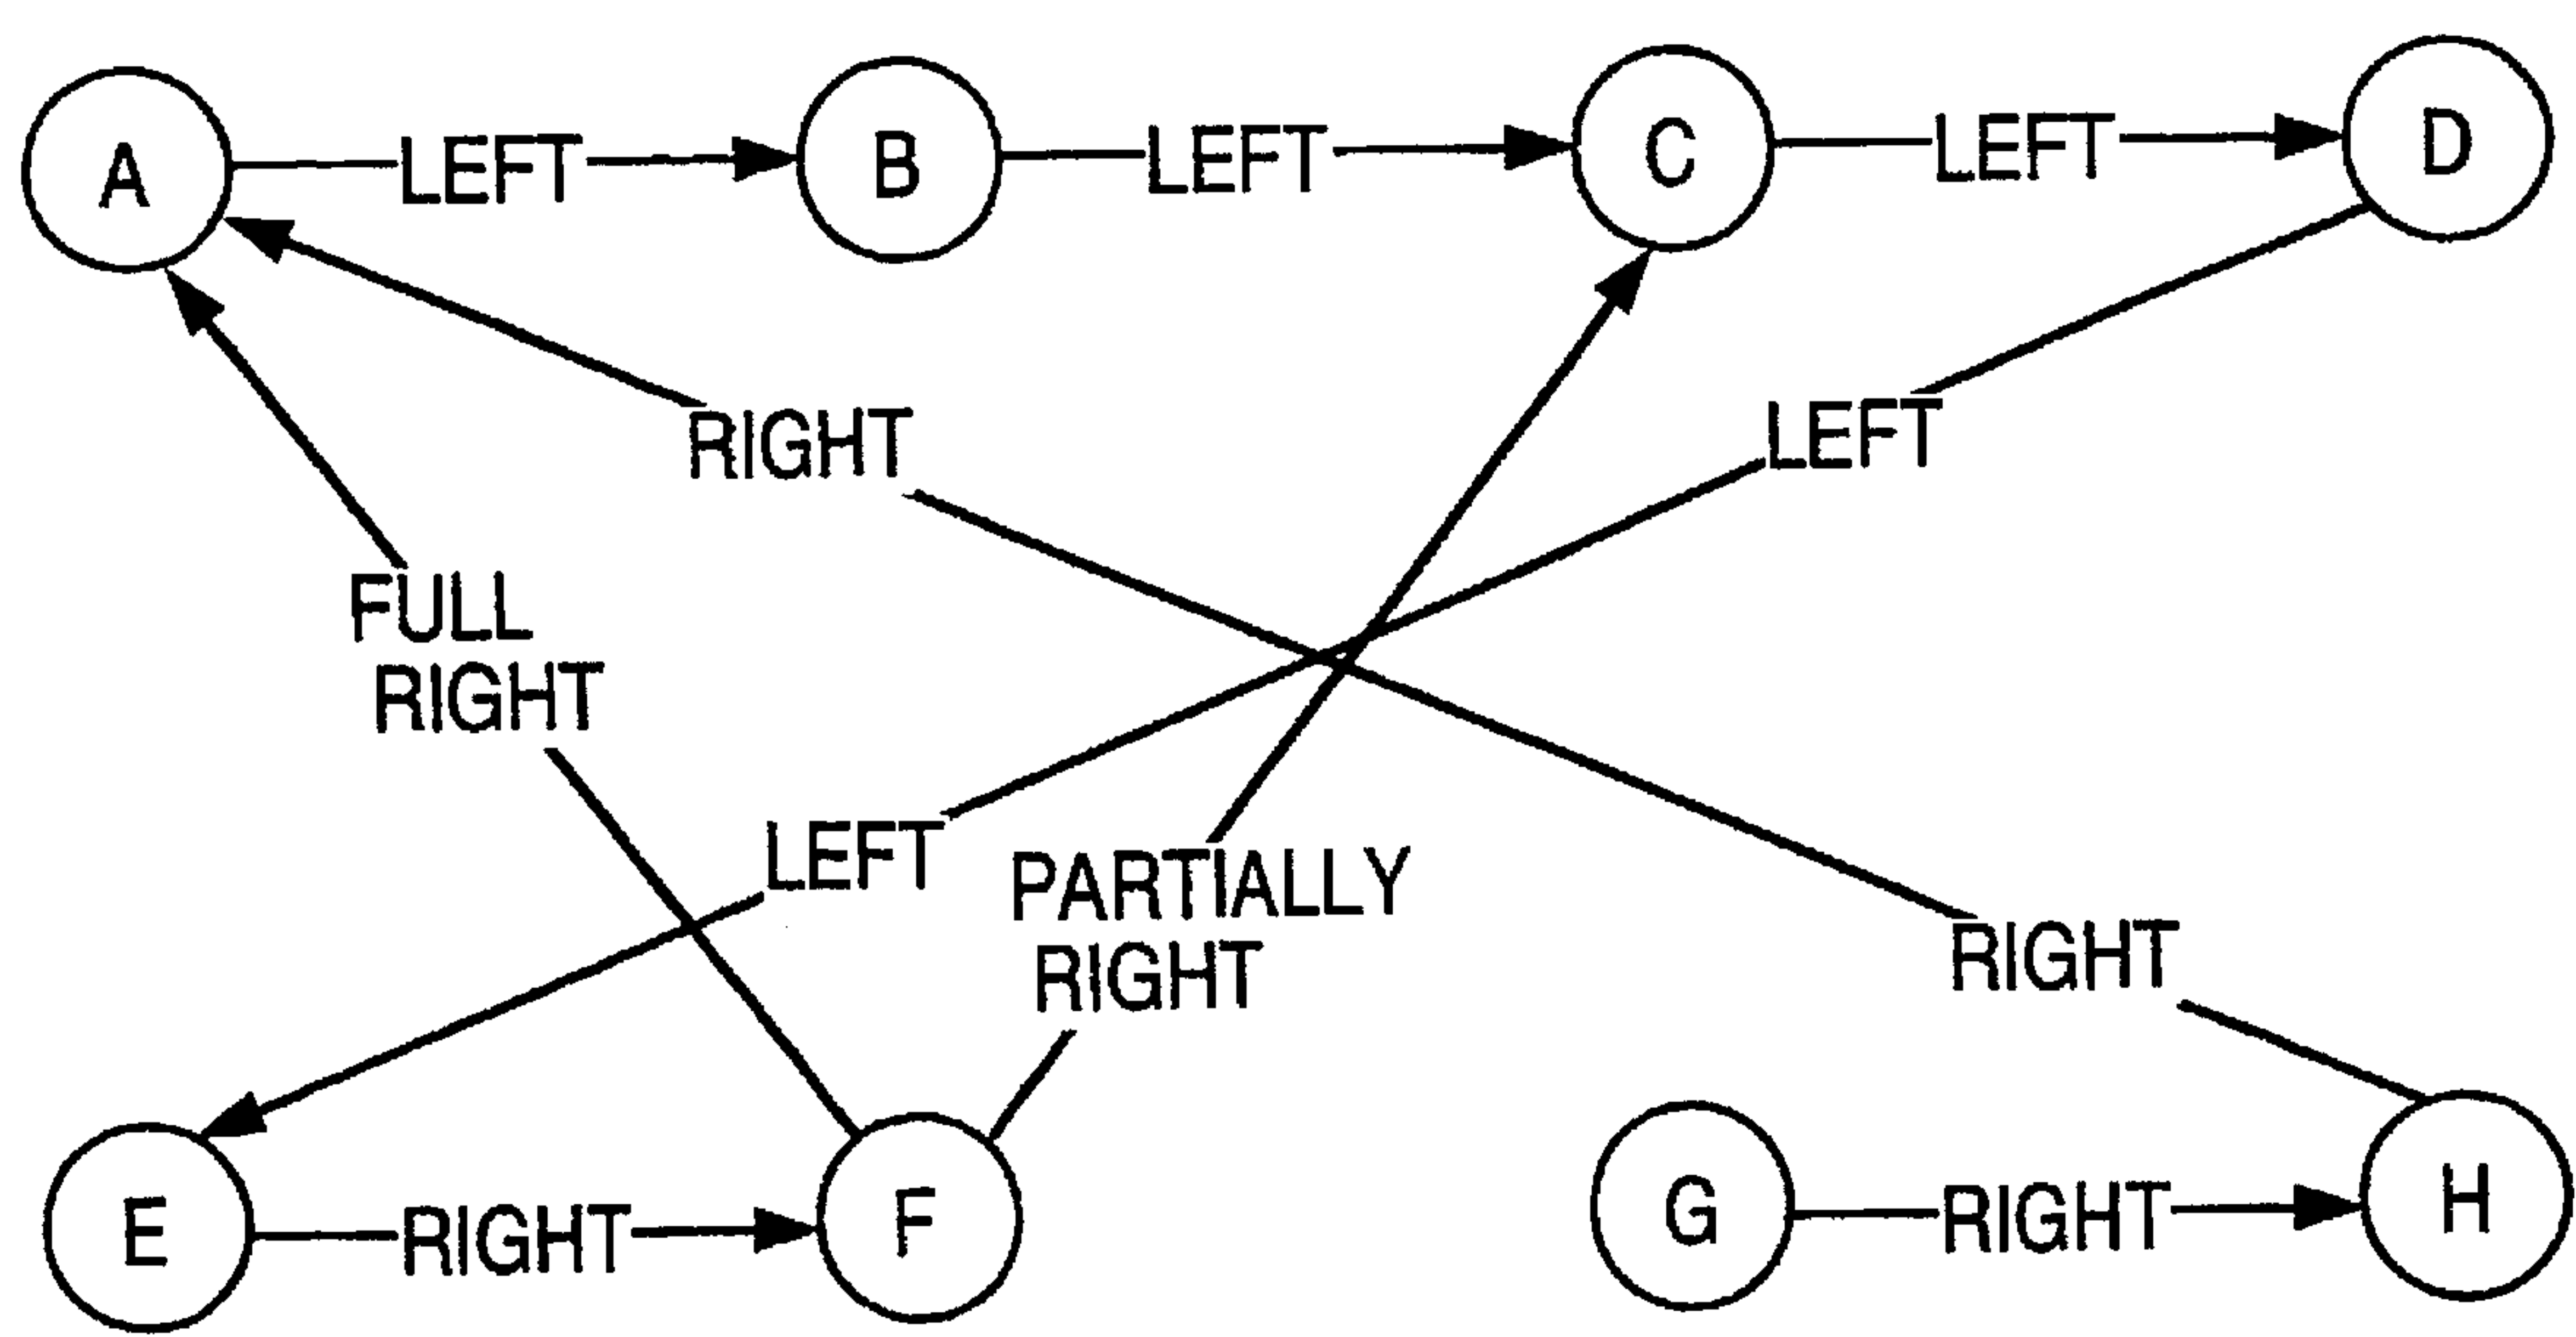 A LEFT B LEFT C LEFT D
RIGHT
LEFT
FULL
RIGHT
LEFT
PARTIALLY
RIGHT
RIGHT
E RIGHT F
G RIGHT H